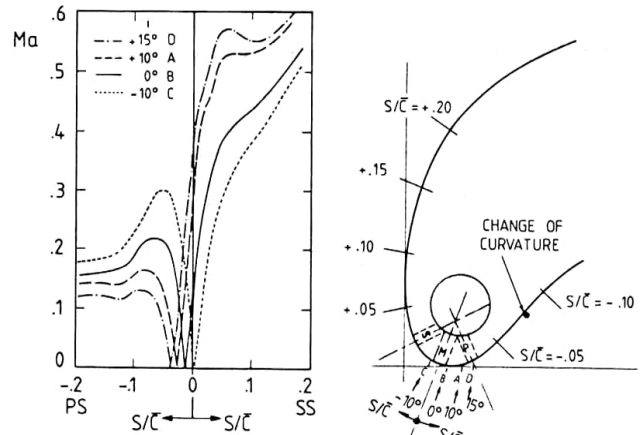 Ma
.6
.5
.4
.3
.2
.1
0
i
+15° D
+10° A
0° B
-10° C
-.2 -.1 0 .1 .2
PS S/C̄ S/C̄ SS
S/C̄ = +.20
+.15
+.10
+.05
CHANGE OF
CURVATURE
S/C̄ = -.10
S/C̄ = -.05
S M P
C B A D
-10° 0° 10° 15°
S/C̄ S/C̄